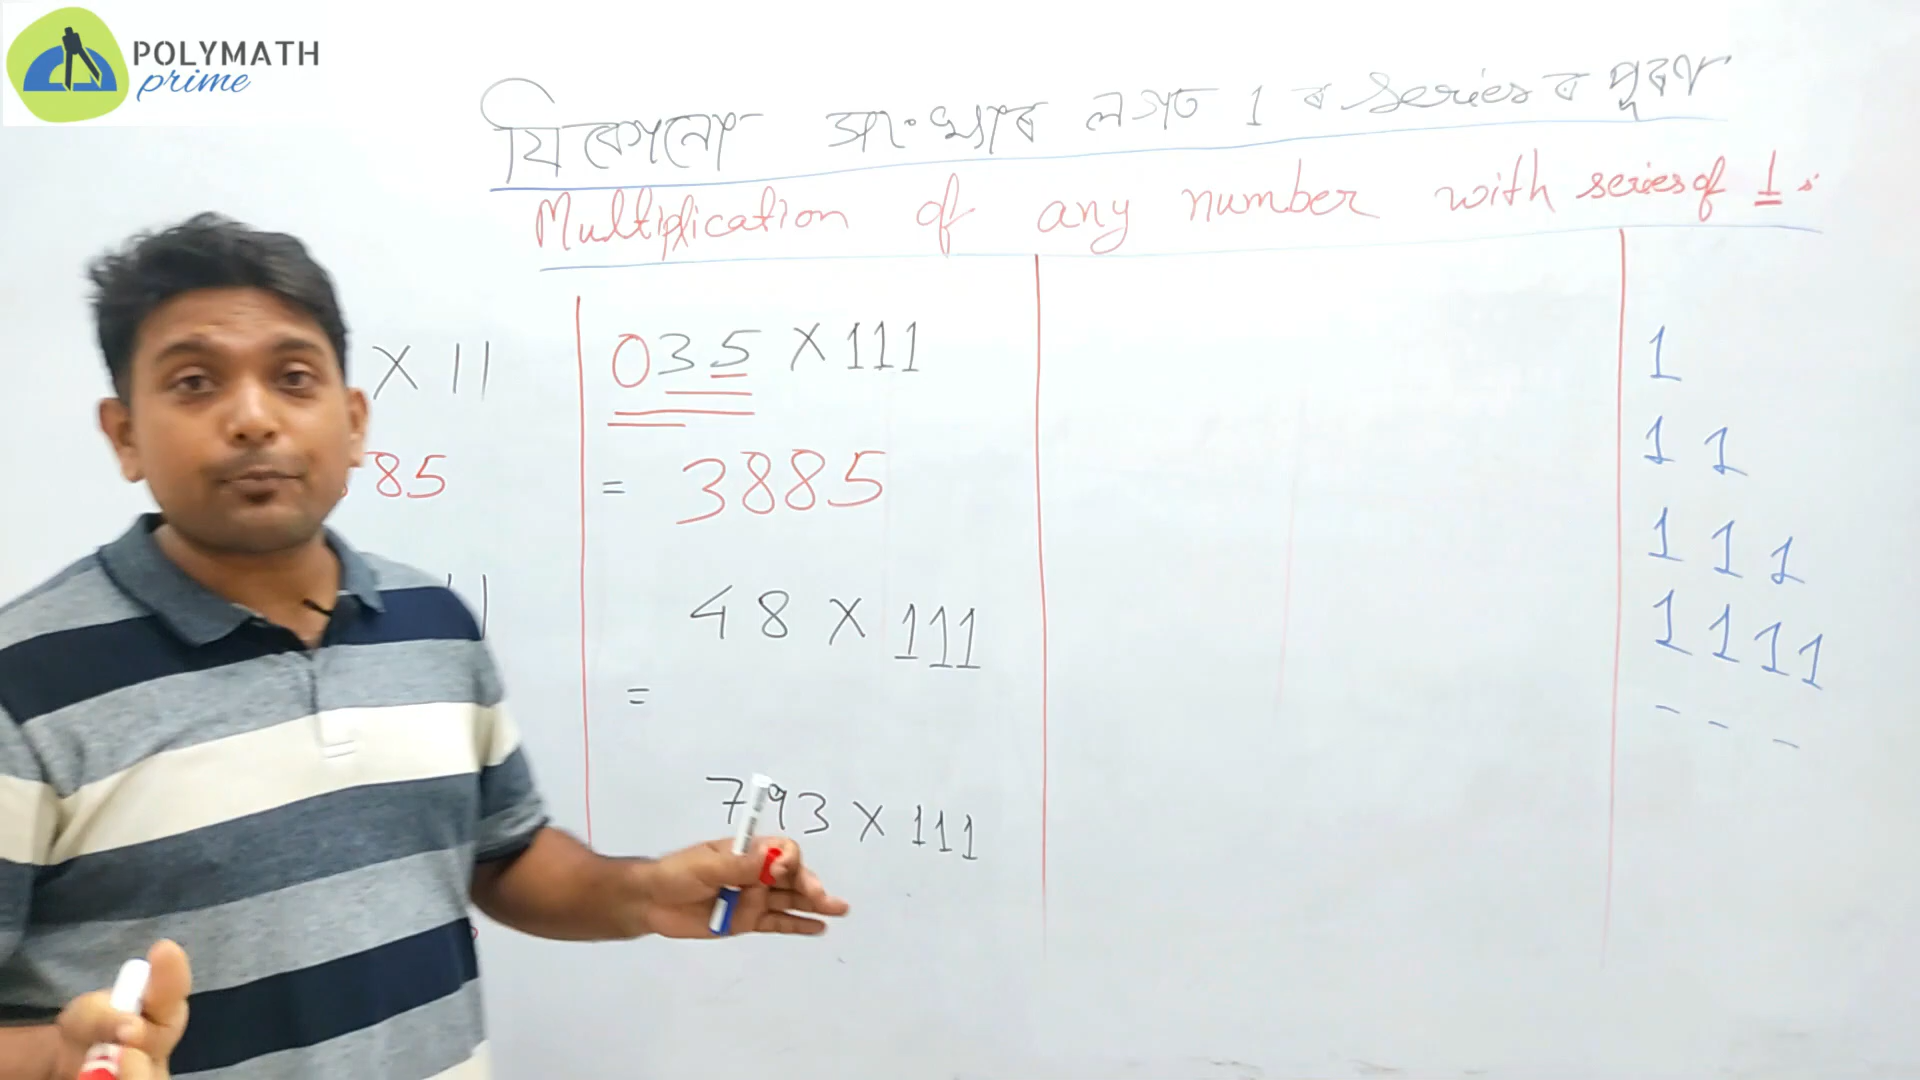 POLYMATH
prime
যিকোনো সংখ্যাৰ লগত 1 ৰ series ৰ পূৰণ
Multiplication of any number with series of 1 :
X 11
85
035 X 111
= 3885
48 X 111
=
793 X 111
1
1 1
1 1 1
1 1 1 1
- - -